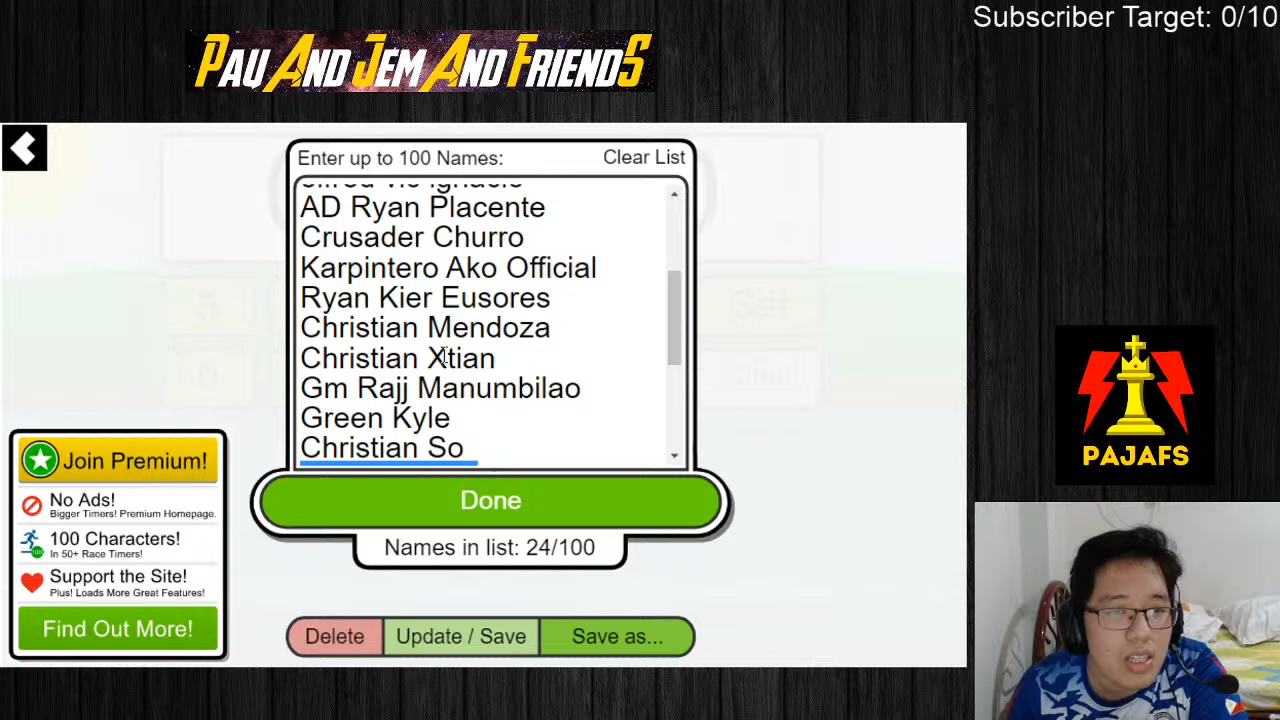 Subscriber Target: 0/10
PAU AND JEM AND FRIENDS
Enter up to 100 Names:
Clear List
AD Ryan Placente
Crusader Churro
Karpintero Ako Official
Ryan Kier Eusores
Christian Mendoza
Christian Xtian
Gm Rajj Manumbilao
Green Kyle
Christian So
Done
Names in list: 24/100
Delete
Update / Save
Save as...
Join Premium!
No Ads!
Bigger Timers! Premium Homepage.
100 Characters!
In 50+ Race Timers!
Support the Site!
Plus! Loads More Great Features!
Find Out More!
PAJAFS